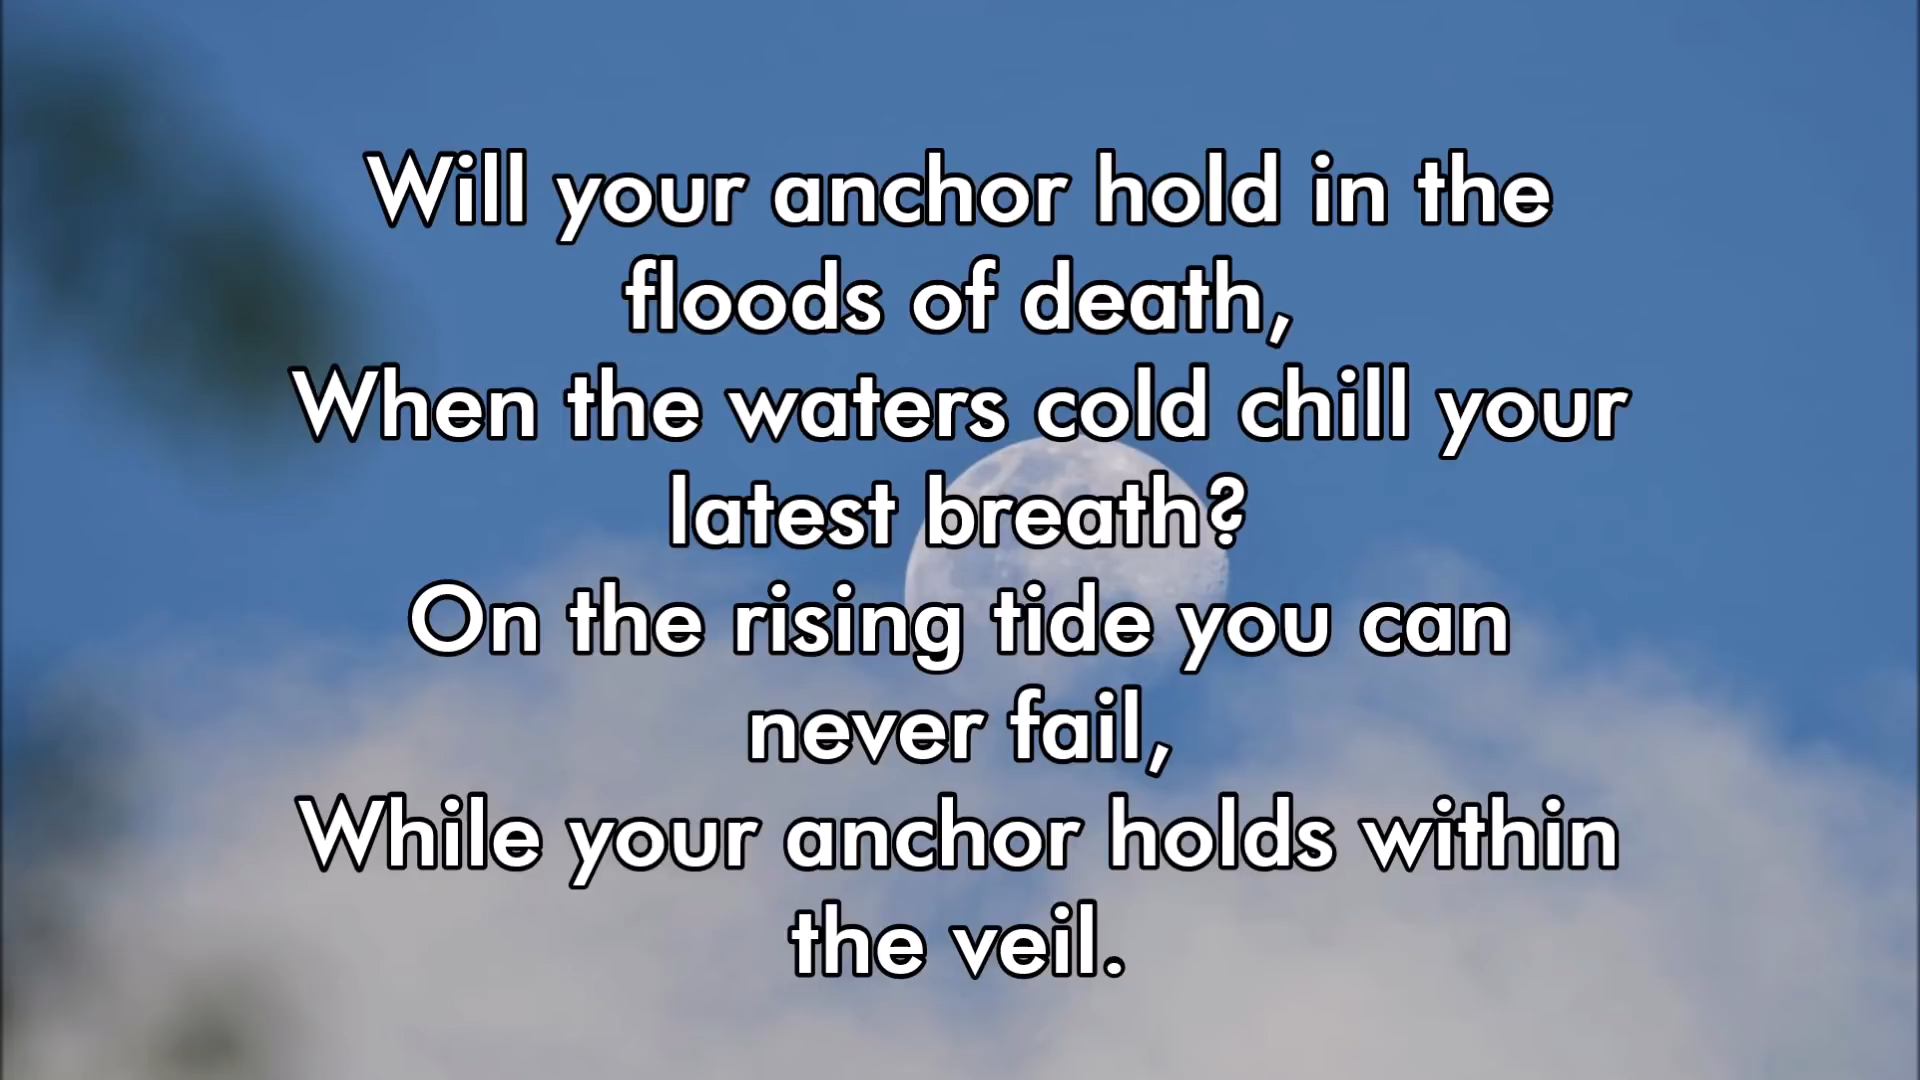 Will your anchor hold in the
floods of death,
When the waters cold chill your
latest breath?
On the rising tide you can
never fail,
While your anchor holds within
the veil.